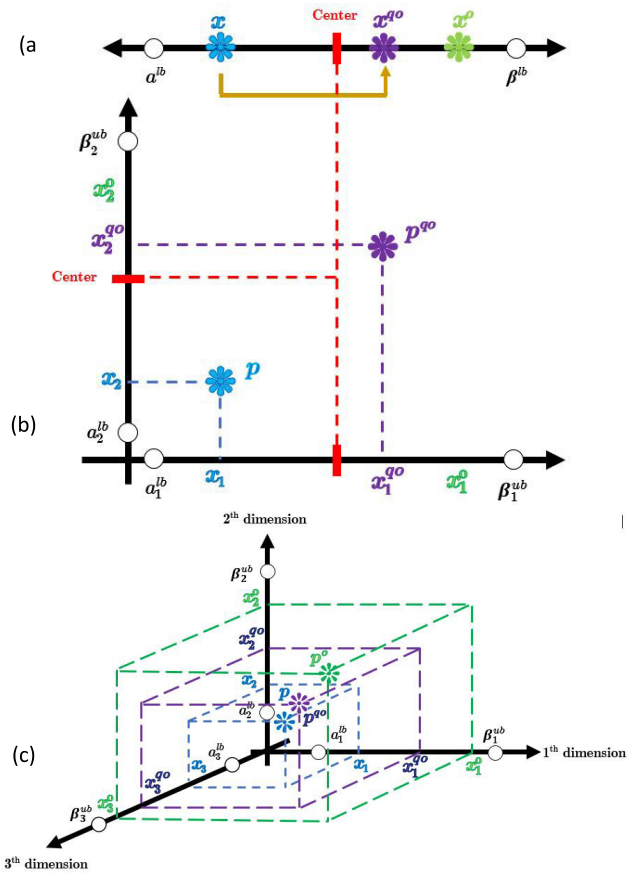 (a
Center
x
x^{qo}
x^{o}
a^{lb}
β^{lb}
β_2^{ub}
x_2^{o}
x_2^{qo}
p^{qo}
Center
x_2
p
(b)
a_2^{lb}
a_1^{lb}
x_1
x_1^{qo}
x_1^{o}
β_1^{ub}
2^{th} dimension
β_2^{ub}
x_2^{o}
x_2^{qo}
p^{o}
x_2
p
a_2^{lb}
p^{qo}
(c)
a_3^{lb}
a_1^{lb}
β_1^{ub}
1^{th} dimension
x_3
x_1
x_1^{qo}
x_1^{o}
x_3^{qo}
x_3^{o}
β_3^{ub}
3^{th} dimension